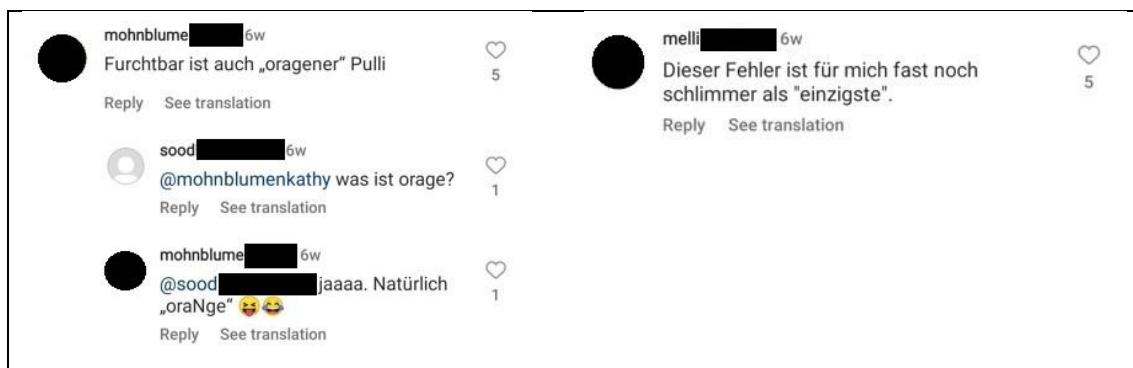 mohnblume 6w
Furchtbar ist auch „oragener“ Pulli
5
Reply See translation
sood 6w
@mohnblumenkathy was ist orage?
1
Reply See translation
mohnblume 6w
@sood jaaaa. Natürlich
„oraNge“ 😝😂
1
Reply See translation
melli 6w
Dieser Fehler ist für mich fast noch
schlimmer als "einzigste".
5
Reply See translation